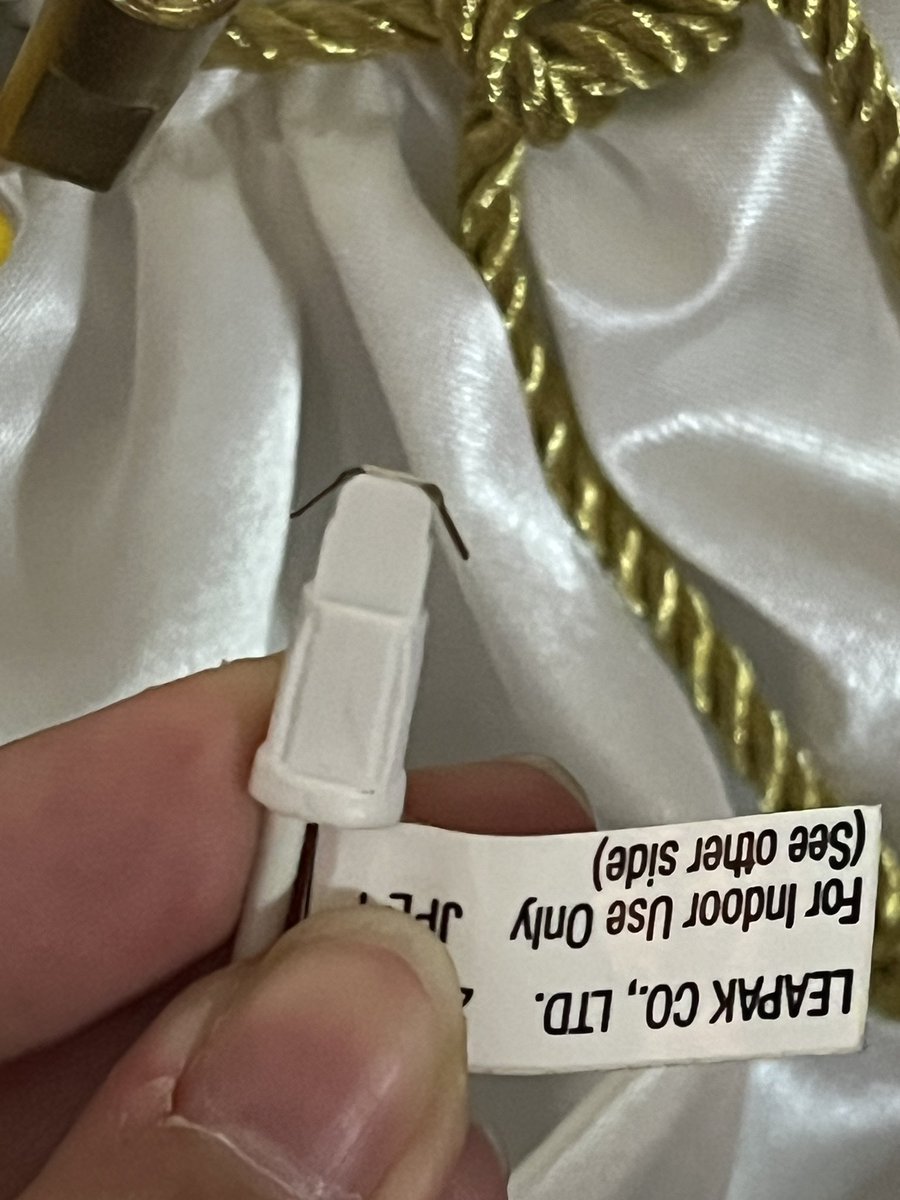 LEAPAK CO., LTD.
For Indoor Use Only
(See other side)